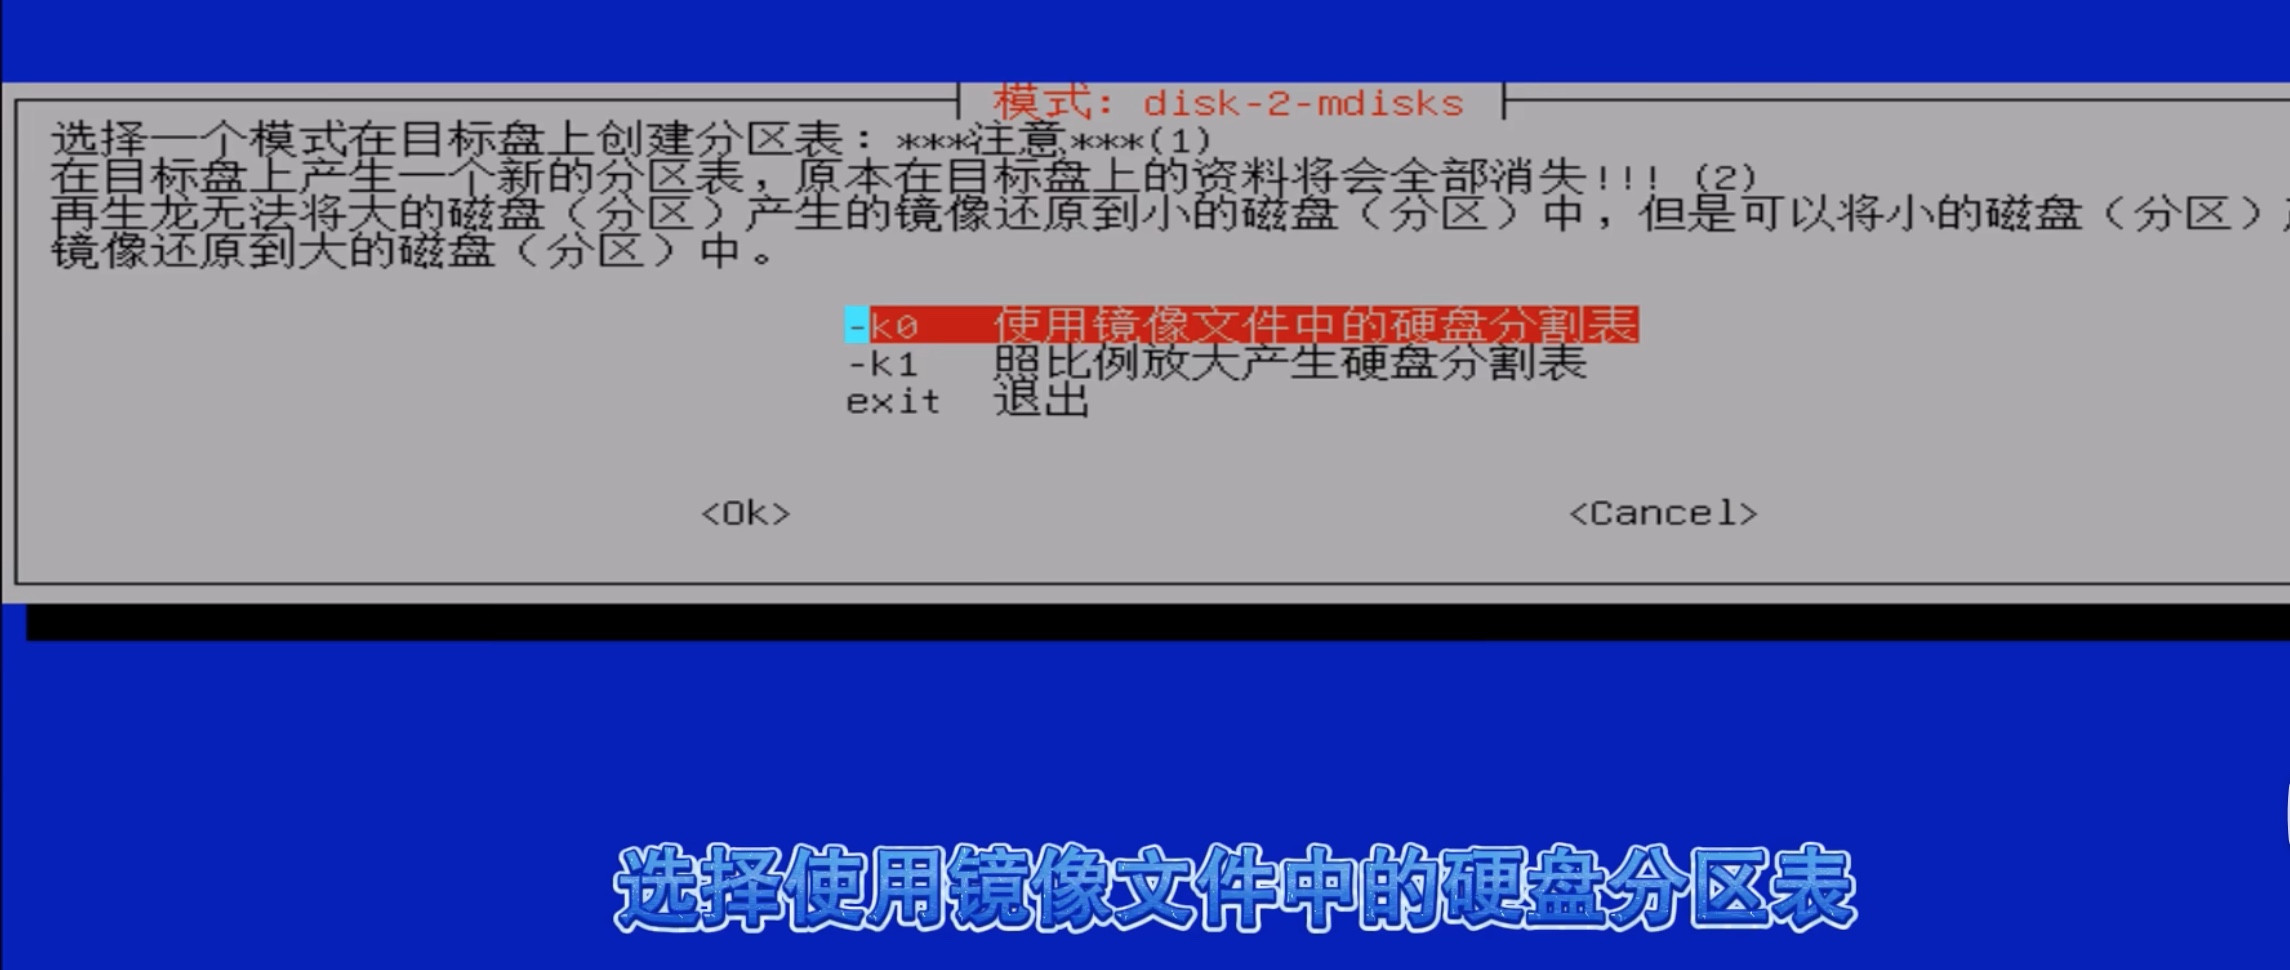 模式: disk-2-mdisks
选择一个模式在目标盘上创建分区表：***注意***(1)
在目标盘上产生一个新的分区表，原本在目标盘上的资料将会全部消失!!! (2)
再生龙无法将大的磁盘（分区）产生的镜像还原到小的磁盘（分区）中，但是可以将小的磁盘（分区）
镜像还原到大的磁盘（分区）中。
-k0 使用镜像文件中的硬盘分割表
-k1 照比例放大产生硬盘分割表
exit 退出
<Ok> <Cancel>
选择使用镜像文件中的硬盘分区表